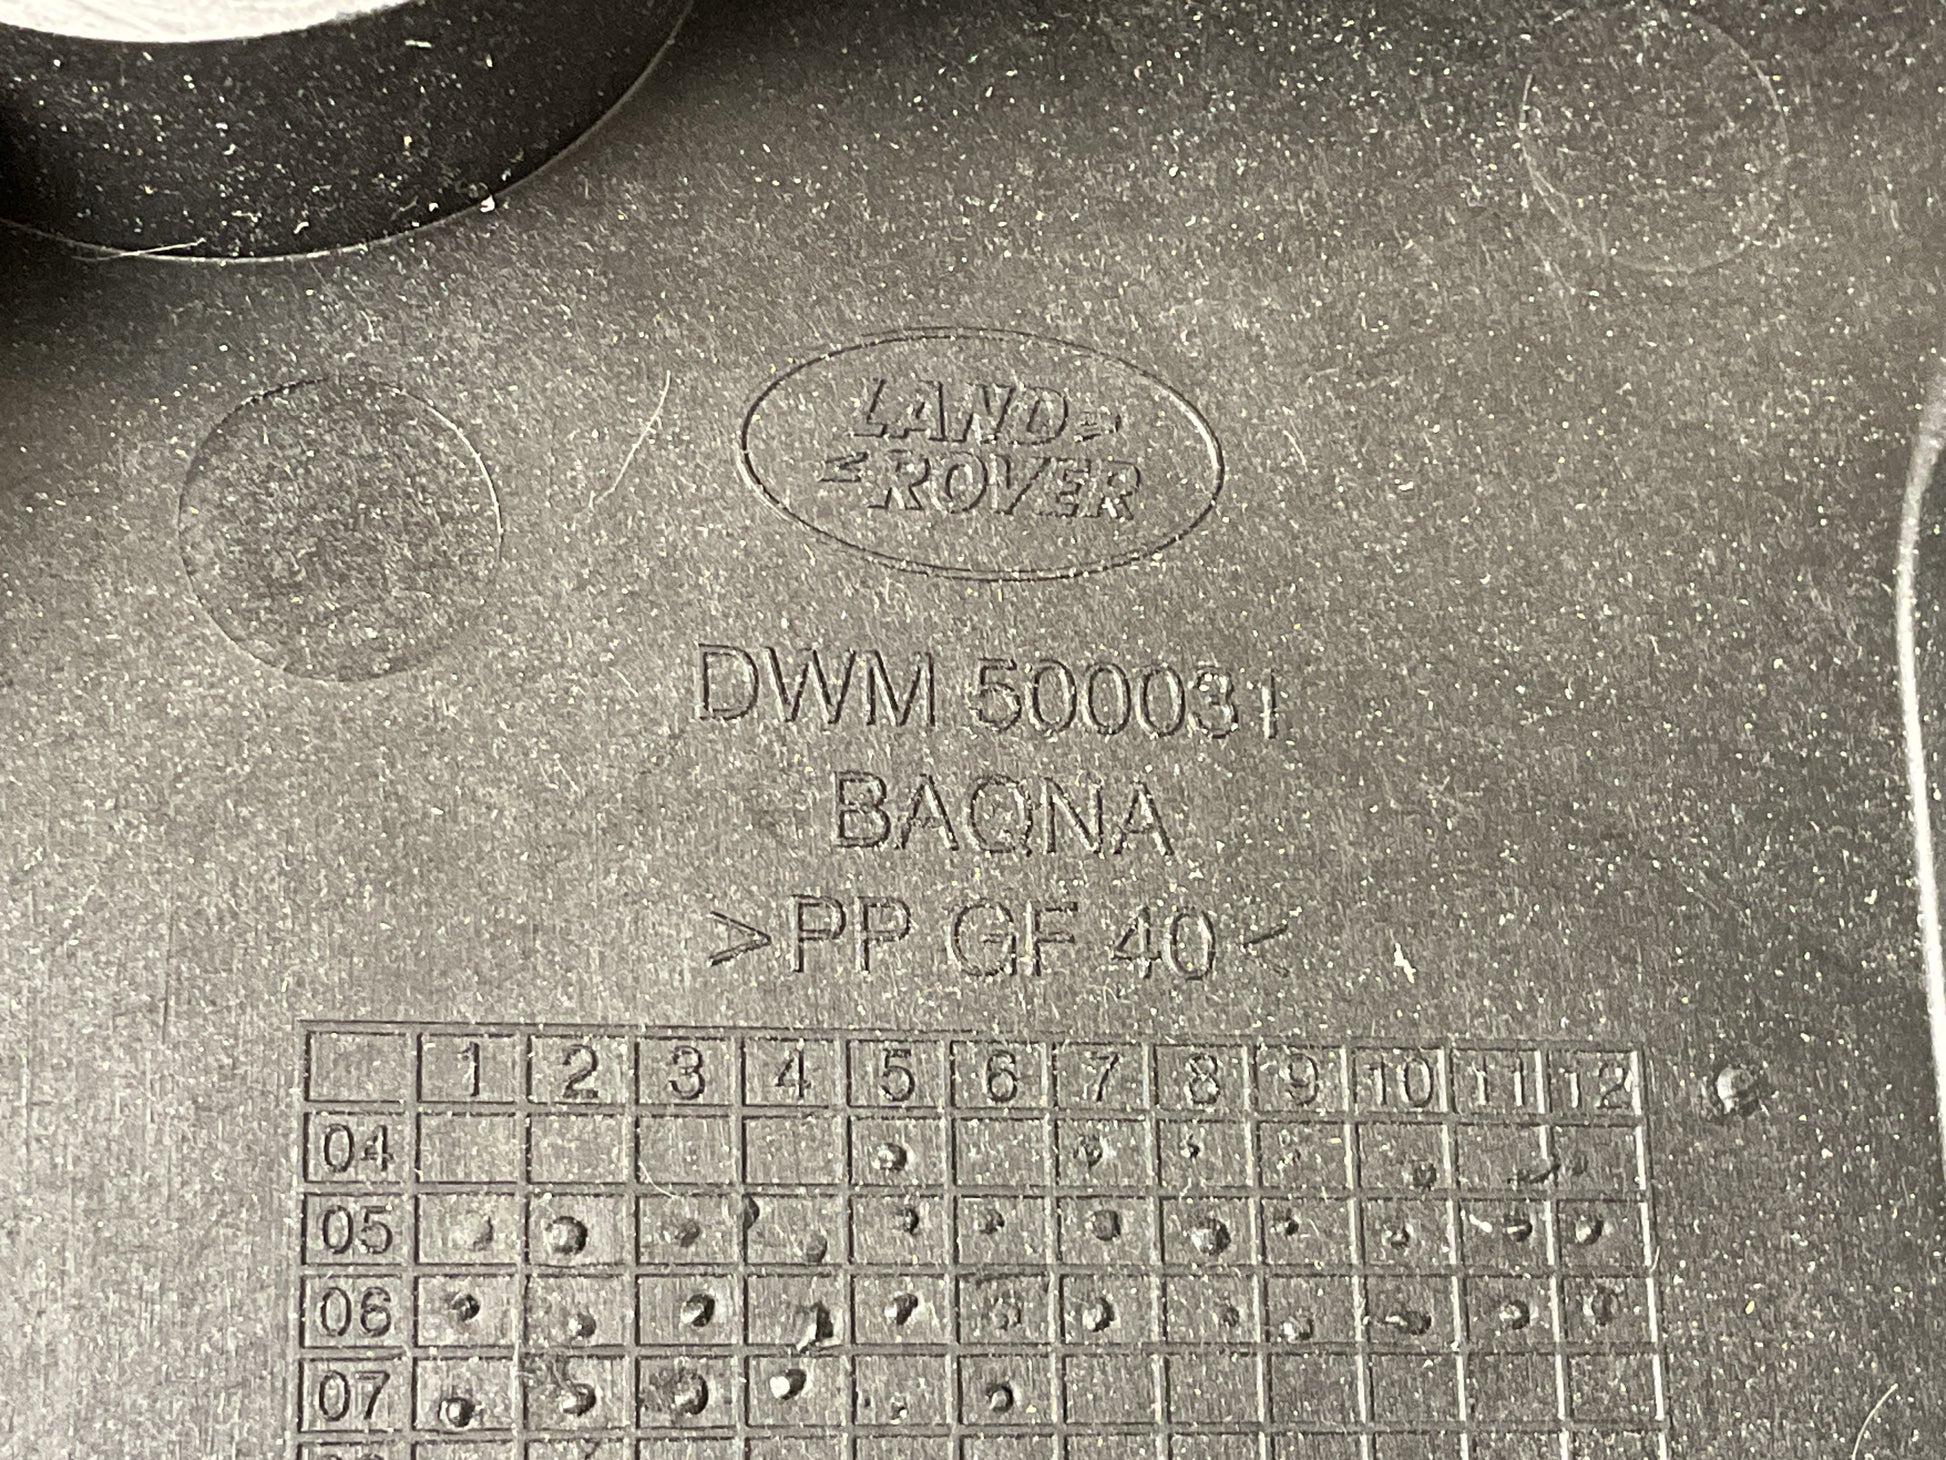 LAND
ROVER
DWM 500031
BAQNA
>PP GF 40<
1 2 3 4 5 6 7 8 9 10 11 12
04
05
06
07